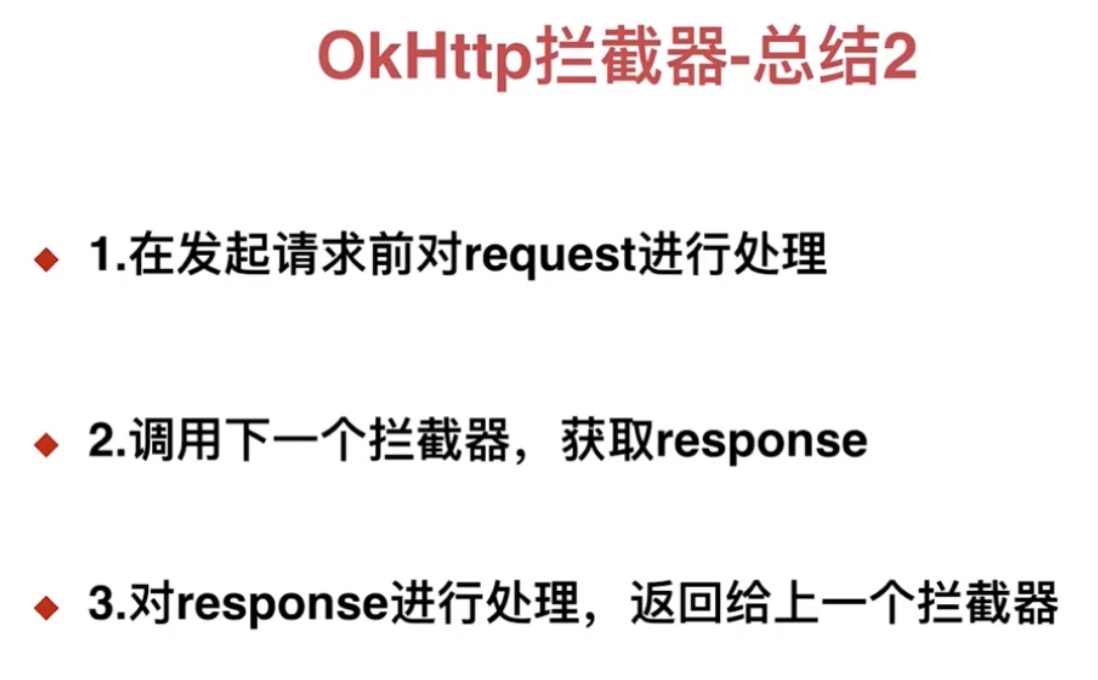 OkHttp拦截器-总结2
1.在发起请求前对request进行处理
2.调用下一个拦截器，获取response
3.对response进行处理，返回给上一个拦截器